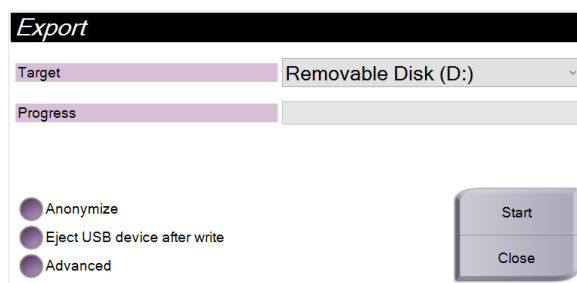 Export
Target
Removable Disk (D:)
Progress
Anonymize
Eject USB device after write
Advanced
Start
Close